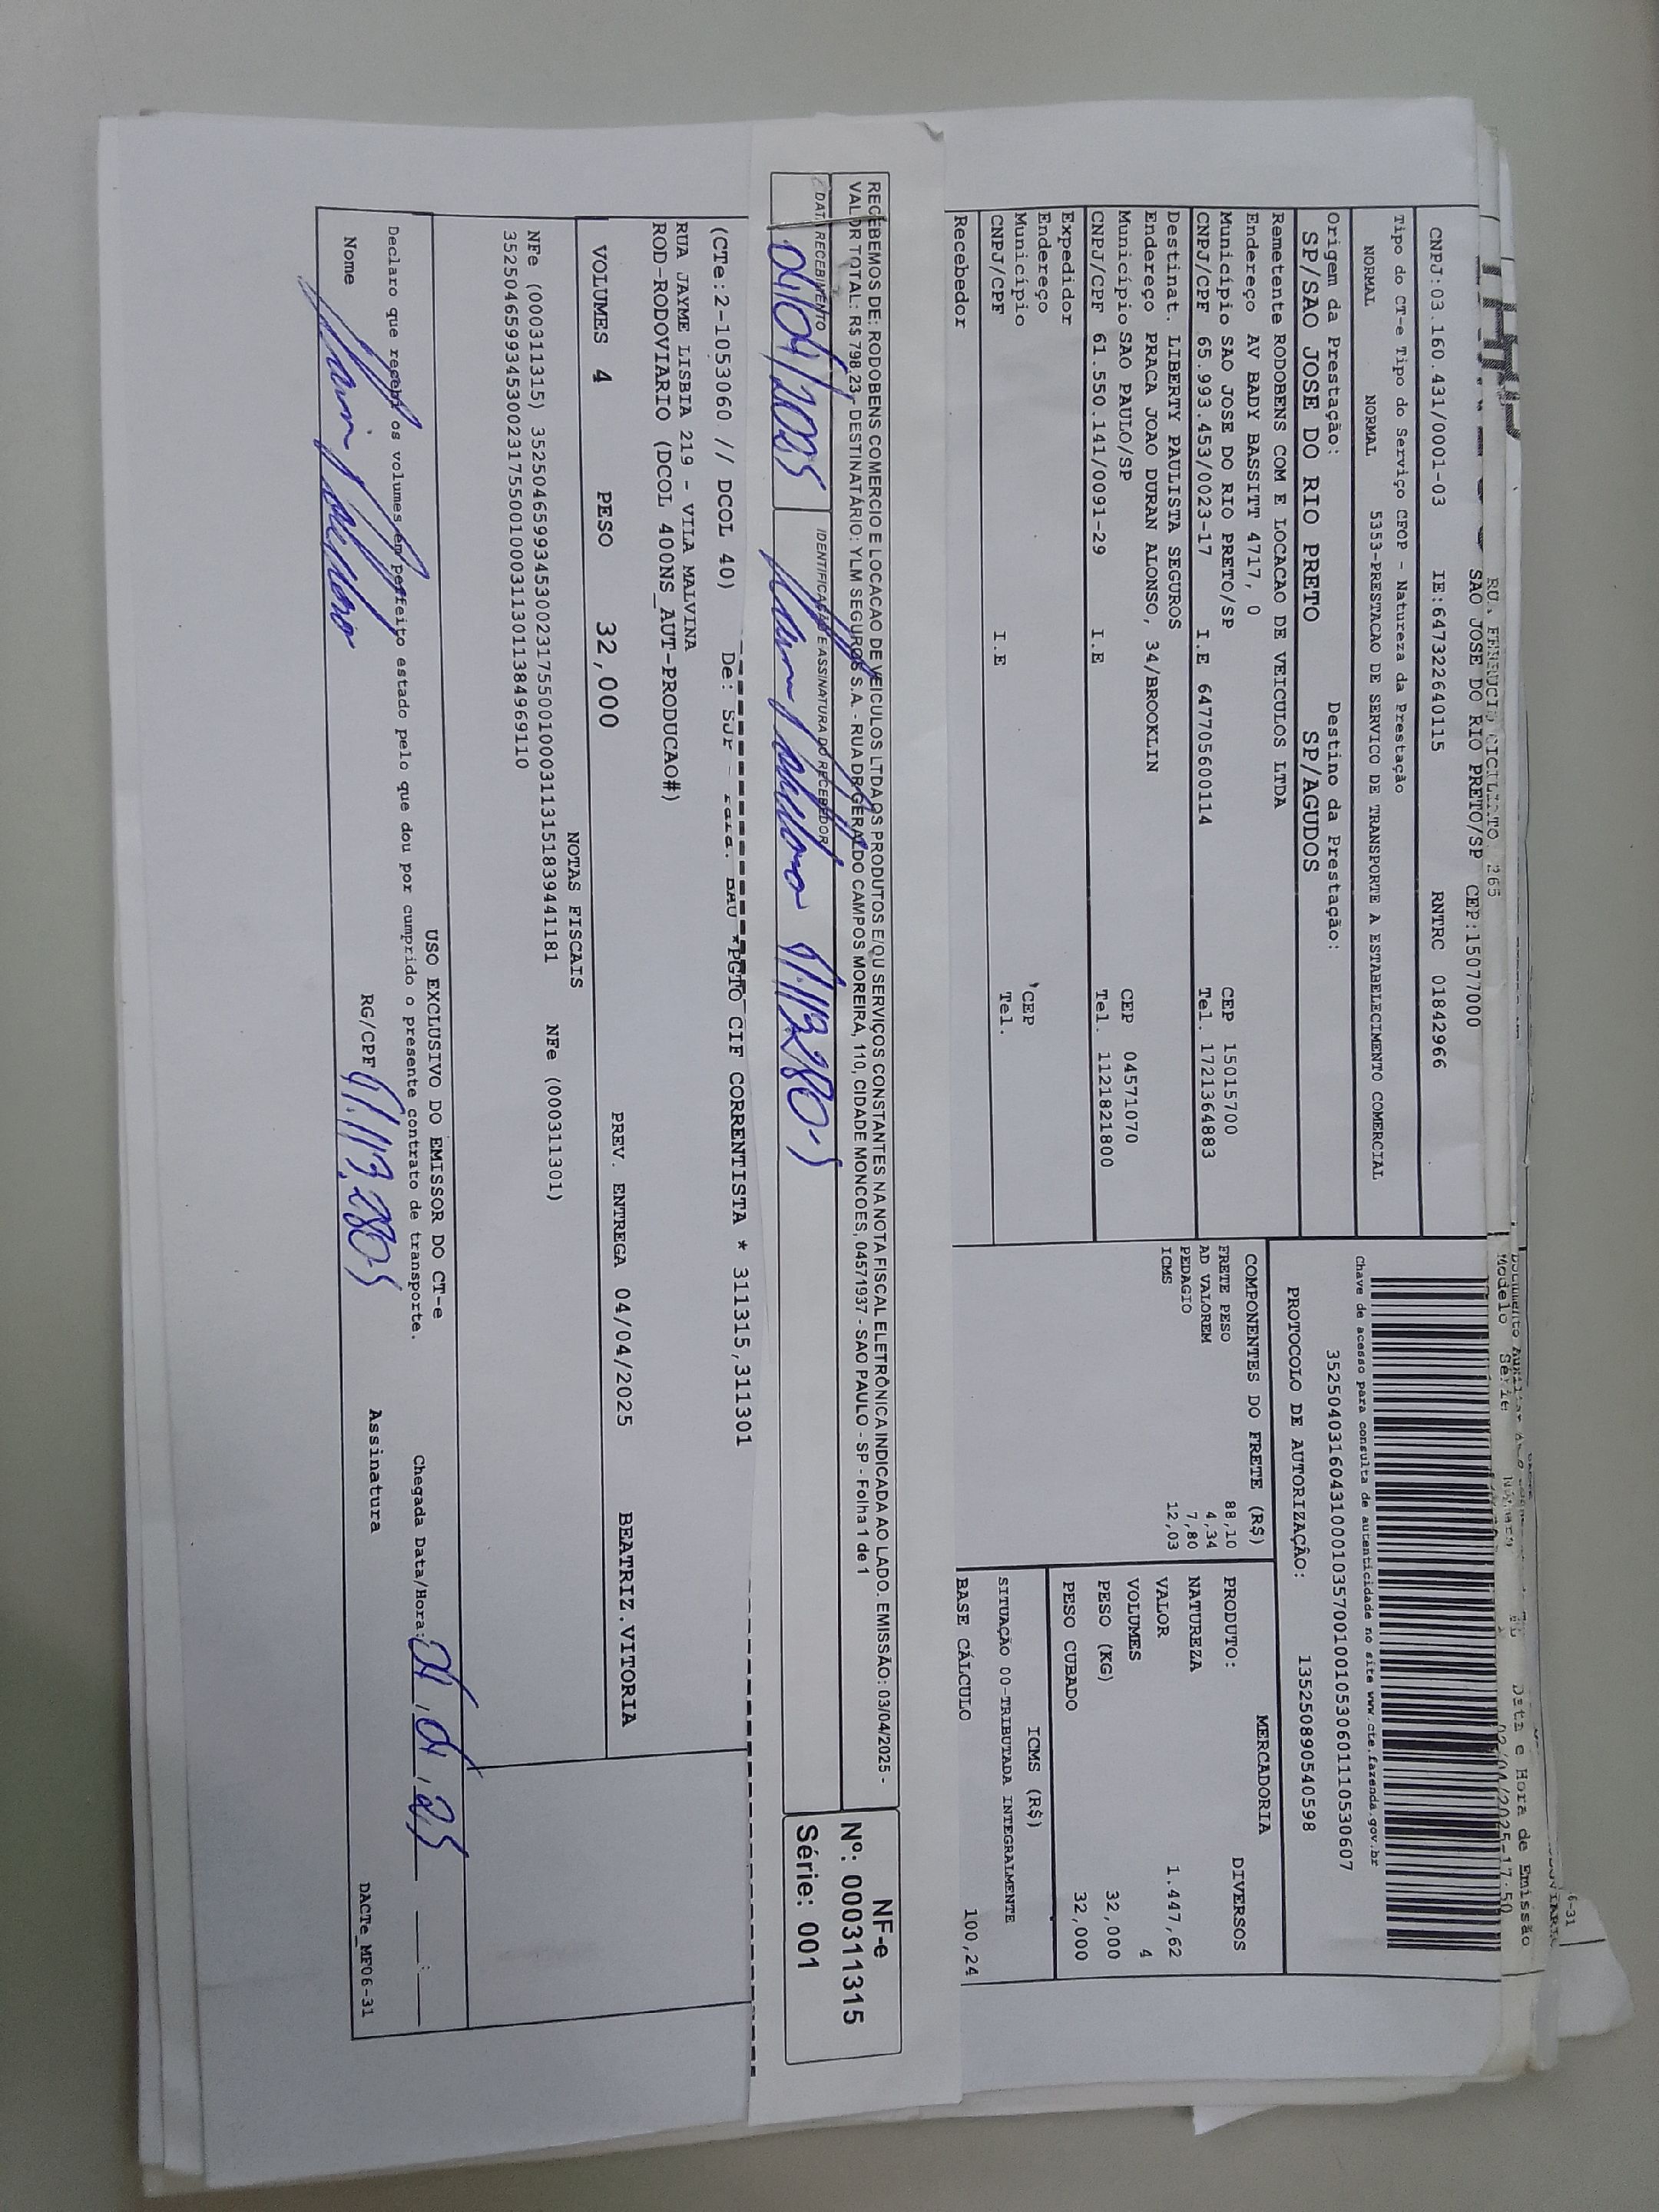 SAO JOSE DO RIO PRETO/SP CEP:15077000
CNPJ:03.160.431/0001-03 IE:647322640115 RNTRC 01842966
Tipo do CT-e Tipo do Serviço CFOP - Natureza da Prestação
NORMAL NORMAL 5353-PRESTACAO DE SERVICO DE TRANSPORTE A ESTABELECIMENTO COMERCIAL
Origem da Prestação: Destino da Prestação:
SP/SAO JOSE DO RIO PRETO SP/AGUDOS
Remetente RODOBENS COM E LOCACAO DE VEICULOS LTDA
Endereço AV BADY BASSITT 4717, 0
Município SAO JOSE DO RIO PRETO/SP CEP 15015700
CNPJ/CPF 65.993.453/0023-17 I.E 647705600114 Tel. 1721364883
Destinat. LIBERTY PAULISTA SEGUROS
Endereço PRACA JOAO DURAN ALONSO, 34/BROOKLIN
Município SAO PAULO/SP CEP 04571070
CNPJ/CPF 61.550.141/0091-29 I.E Tel. 1121821800
Expedidor
Endereço
Município CEP
CNPJ/CPF I.E Tel.
Recebedor
Modelo Série Data e Hora de Emissão
Chave de acesso para consulta de autenticidade no site www.cte.fazenda.gov.br
35250403160431000103570010010530601110530607
PROTOCOLO DE AUTORIZAÇÃO: 135250890540598
COMPONENTES DO FRETE (R$)
FRETE PESO 88,10
AD VALOREM 4,34
PEDAGIO 7,80
ICMS 12,03
MERCADORIA
PRODUTO: DIVERSOS
NATUREZA
VALOR 1.447,62
VOLUMES 4
PESO (KG) 32,000
PESO CUBADO 32,000
ICMS (R$)
SITUAÇÃO 00-TRIBUTADA INTEGRALMENTE
BASE CÁLCULO 100,24
RECEBEMOS DE: RODOBENS COMERCIO E LOCACAO DE VEICULOS LTDA OS PRODUTOS E/OU SERVIÇOS CONSTANTES NA NOTA FISCAL ELETRÔNICA INDICADA AO LADO. EMISSÃO: 03/04/2025 -
VALOR TOTAL: R$ 798,23 - DESTINATÁRIO: YLM SEGUROS S.A. - RUA DR GERALDO CAMPOS MOREIRA, 110, CIDADE MONCOES, 04571937 - SAO PAULO - SP - Folha 1 de 1
DATA RECEBIMENTO IDENTIFICAÇÃO E ASSINATURA DO RECEBEDOR
NF-e
Nº: 000311315
Série: 001
(CTe:2-1053060 // DCOL 40) De: SJP *PGTO CIF CORRENTISTA * 311315,311301
RUA JAYME LISBIA 219 - VILA MALVINA
ROD-RODOVIARIO (DCOL 400NS_AUT-PRODUCAO#)
VOLUMES 4 PESO 32,000 PREV. ENTREGA 04/04/2025 BEATRIZ.VITORIA
NOTAS FISCAIS
NFe (000311315) 35250465993453002317550010003113151839441181 NFe (000311301)
35250465993453002317550010003113011384969110
USO EXCLUSIVO DO EMISSOR DO CT-e
Declaro que recebi os volumes em perfeito estado pelo que dou por cumprido o presente contrato de transporte. Chegada Data/Hora:
Nome RG/CPF Assinatura
DACTe_MF06-31